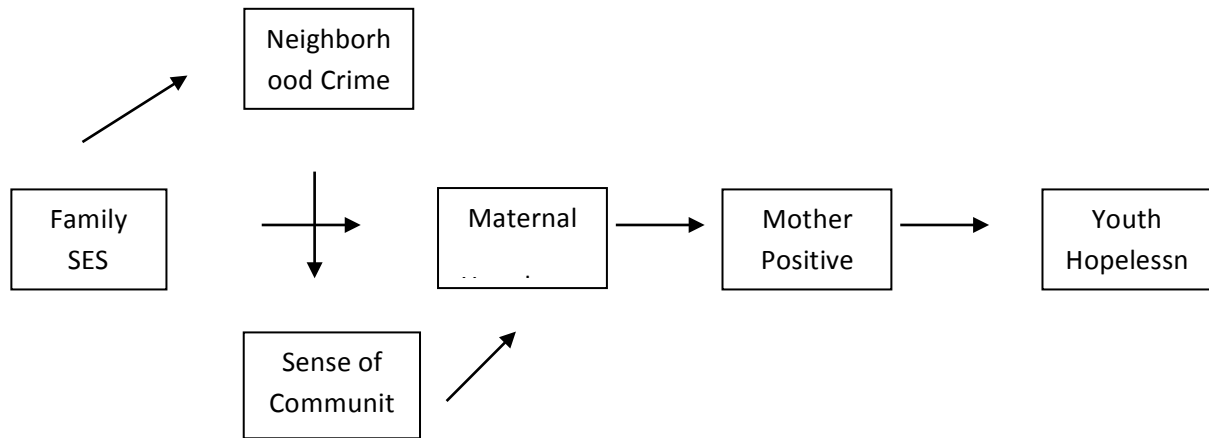 Neighborh
ood Crime
Family
SES
Maternal
Mother
Positive
Youth
Hopelessn
Sense of
Communit